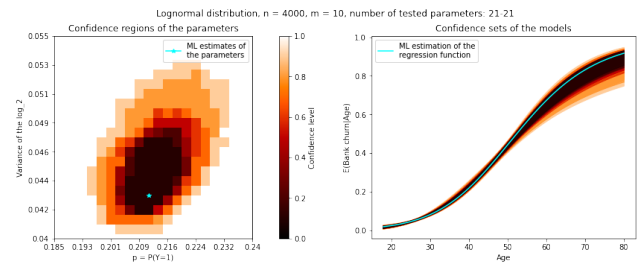 Lognormal distribution, n = 4000, m = 10, number of tested parameters: 21-21
Confidence regions of the parameters
ML estimates of
the parameters
Variance of the log_2
0.055
0.053
0.051
0.049
0.046
0.044
0.042
0.04
0.185 0.193 0.201 0.209 0.216 0.224 0.232 0.24
p = P(Y=1)
1.0
0.8
0.6
0.4
0.2
0.0
Confidence level
Confidence sets of the models
ML estimation of the
regression function
E(Bank churn|Age)
1.0
0.8
0.6
0.4
0.2
0.0
20 30 40 50 60 70 80
Age